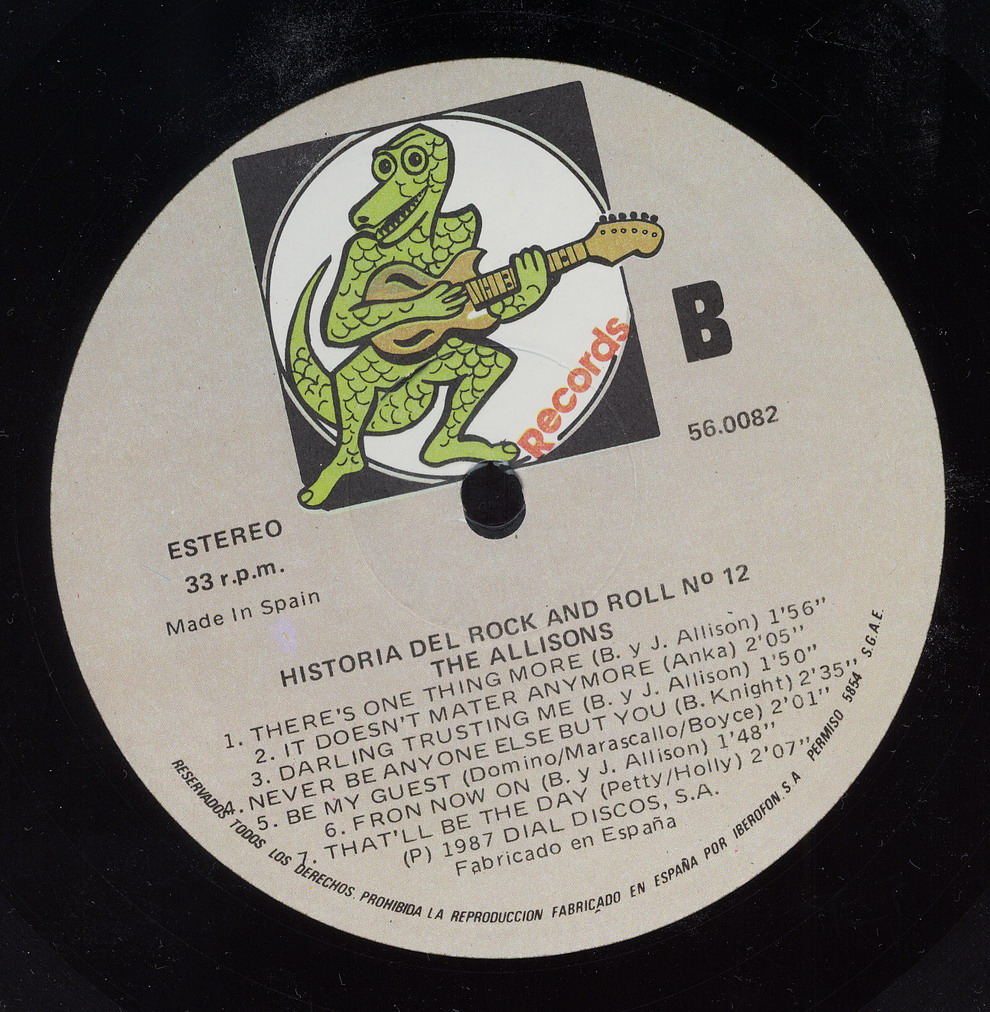 Records
B
56.0082
ESTEREO
33 r.p.m.
Made In Spain
HISTORIA DEL ROCK AND ROLL Nº 12
THE ALLISONS
1. THERE'S ONE THING MORE (B. y J. Allison) 1'56''
2. IT DOESN'T MATER ANYMORE (Anka) 2'05''
3. DARLING TRUSTING ME (B. y J. Allison) 1'50''
4. NEVER BE ANYONE ELSE BUT YOU (B. Knight) 2'35''
5. BE MY GUEST (Domino/Marascallo/Boyce) 2'01''
6. FRON NOW ON (B. y J. Allison) 1'48''
7. THAT'LL BE THE DAY (Petty/Holly) 2'07''
(P) 1987 DIAL DISCOS, S.A.
Fabricado en España
RESERVADOS TODOS LOS DERECHOS. PROHIBIDA LA REPRODUCCION FABRICADO EN ESPAÑA POR IBEROFON. S.A PERMISO 5854 S.G.A.E.